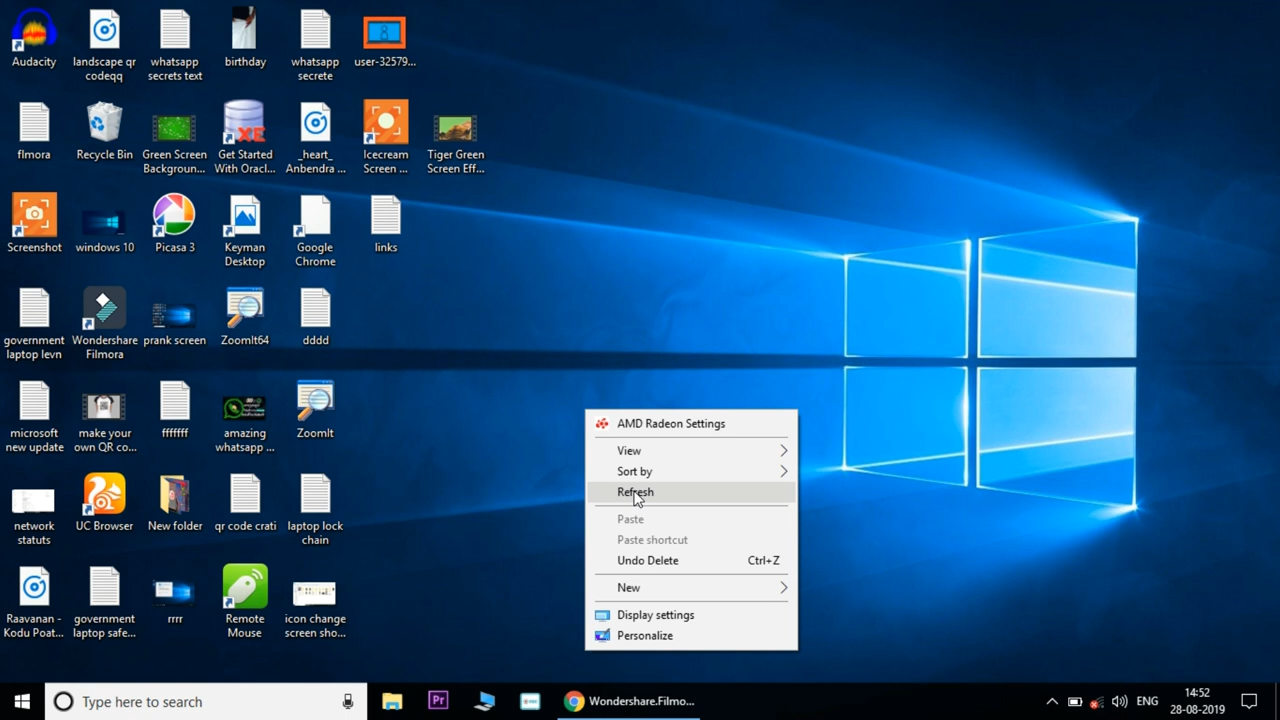 Audacity
landscape qr
codeqq
whatsapp
secrets text
birthday
whatsapp
secrete
user-32579...
flmora
Recycle Bin
Green Screen
Backgroun...
Get Started
With Oracl...
_heart_
Anbendra ...
Icecream
Screen ...
Tiger Green
Screen Eff...
Screenshot
windows 10
Picasa 3
Keyman
Desktop
Google
Chrome
links
government
laptop levn
Wondershare
Filmora
prank screen
ZoomIt64
dddd
microsoft
new update
make your
own QR co...
fffffff
amazing
whatsapp ...
ZoomIt
network
statuts
UC Browser
New folder
qr code crati
laptop lock
chain
Raavanan -
Kodu Poat...
government
laptop safe...
rrrr
Remote
Mouse
icon change
screen sho...
XE
AMD Radeon Settings
View
Sort by
Refresh
Paste
Paste shortcut
Undo Delete Ctrl+Z
New
Display settings
Personalize
Type here to search
Pr
Wondershare.Filmo...
ENG
14:52
28-08-2019